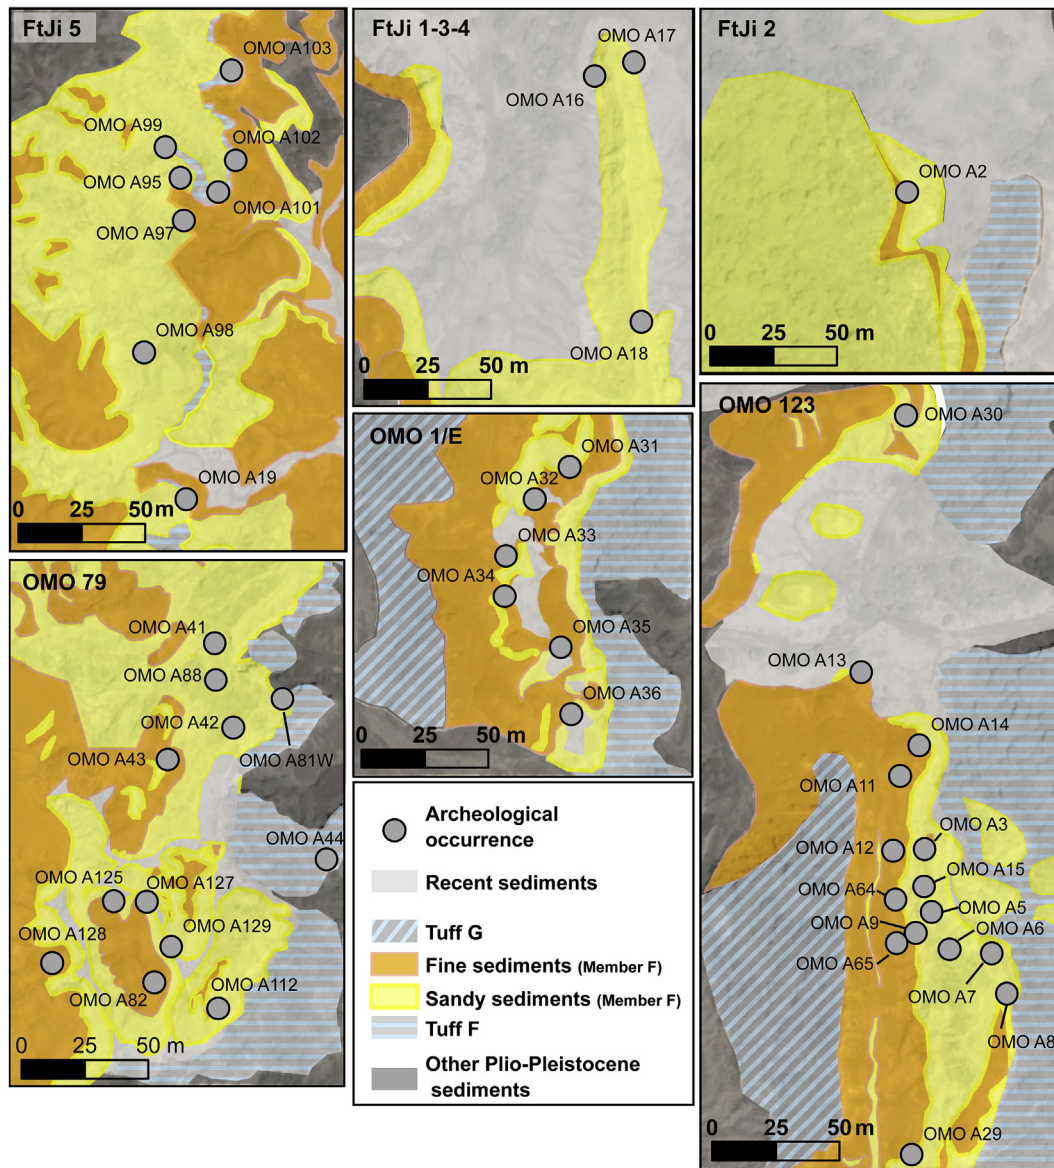 FtJi 5
OMO A103
OMO A99
OMO A102
OMO A95
OMO A101
OMO A97
OMO A98
OMO A19
0 25 50 m
FtJi 1-3-4
OMO A17
OMO A16
OMO A18
0 25 50 m
FtJi 2
OMO A2
0 25 50 m
OMO 1/E
OMO A31
OMO A32
OMO A33
OMO A34
OMO A35
OMO A36
0 25 50 m
OMO 123
OMO A30
OMO A13
OMO A14
OMO A11
OMO A3
OMO A12
OMO A15
OMO A64
OMO A5
OMO A9
OMO A6
OMO A65
OMO A7
OMO A8
OMO A29
0 25 50 m
OMO 79
OMO A41
OMO A88
OMO A42
OMO A43
OMO A81W
OMO A44
OMO A125
OMO A127
OMO A129
OMO A128
OMO A82
OMO A112
0 25 50 m
Archeological
occurrence
Recent sediments
Tuff G
Fine sediments (Member F)
Sandy sediments (Member F)
Tuff F
Other Plio-Pleistocene
sediments